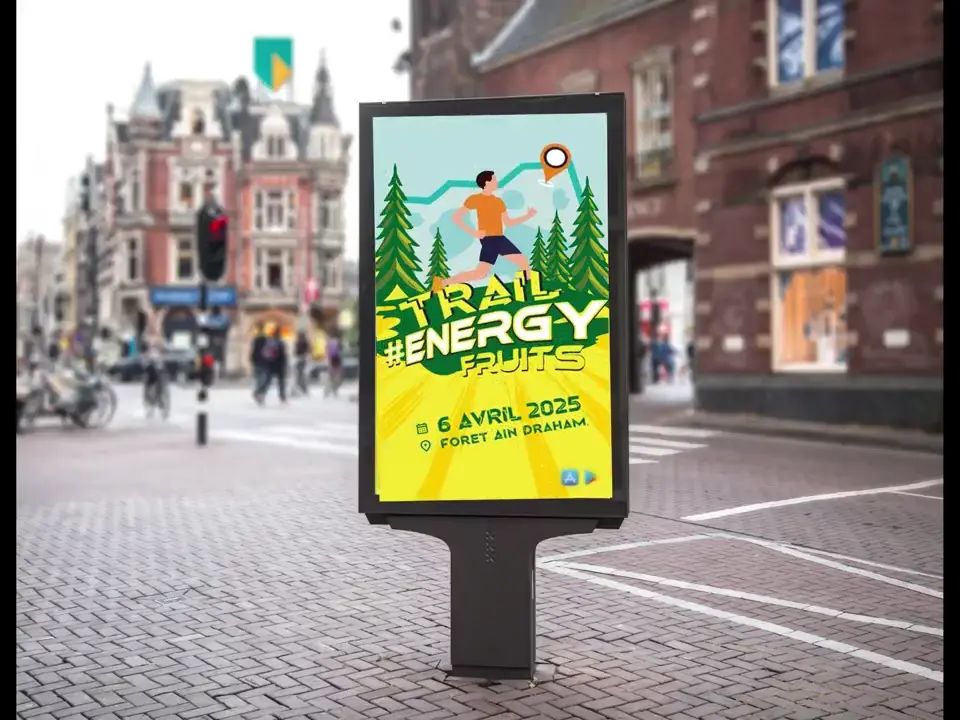 TRAIL
#ENERGY
FRUITS
6 AVRIL 2025
FORET AIN DRAHAM.